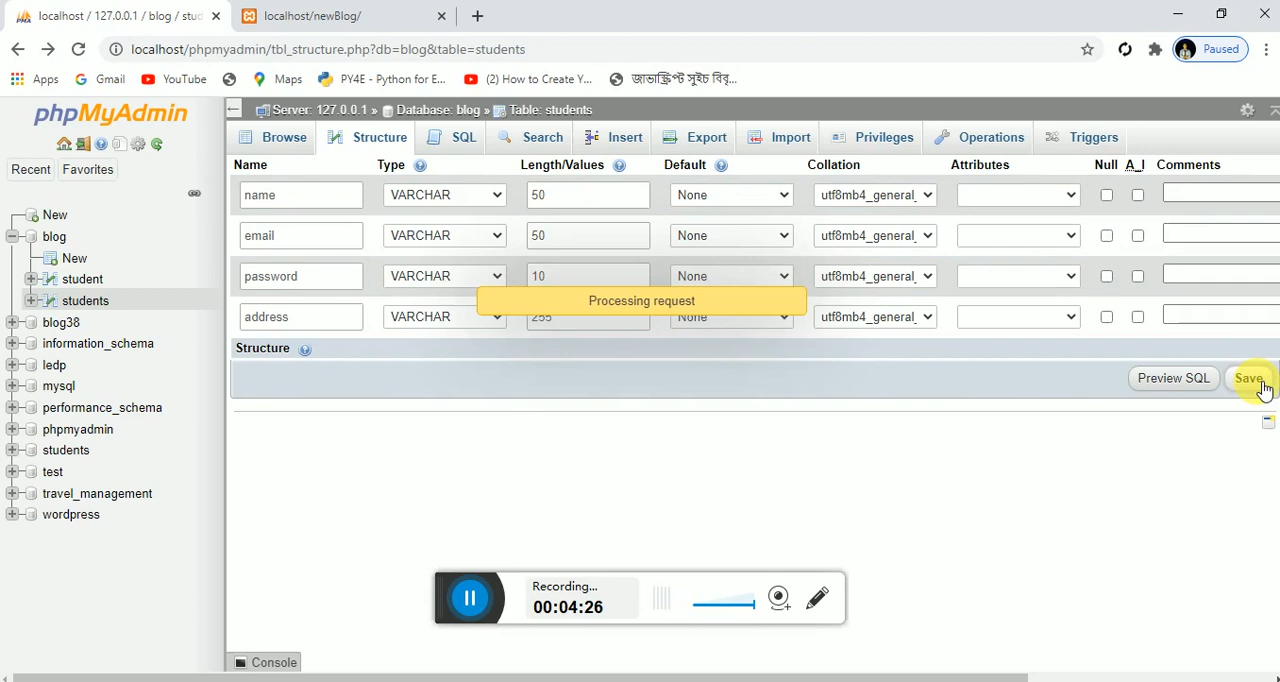 localhost / 127.0.0.1 / blog / stud
localhost/newBlog/
localhost/phpmyadmin/tbl_structure.php?db=blog&table=students
Paused
Apps
Gmail
YouTube
Maps
PY4E - Python for E...
(2) How to Create Y...
জাভাস্ক্রিপ্ট সুইচ বিবৃ...
phpMyAdmin
Recent
Favorites
New
blog
New
student
students
blog38
information_schema
ledp
mysql
performance_schema
phpmyadmin
students
test
travel_management
wordpress
Server: 127.0.0.1 » Database: blog » Table: students
Browse Structure SQL Search Insert Export Import Privileges Operations Triggers
Name Type Length/Values Default Collation Attributes Null A_I Comments
name VARCHAR 50 None utf8mb4_general_
email VARCHAR 50 None utf8mb4_general_
password VARCHAR 10 None utf8mb4_general_
Processing request
address VARCHAR 255 None utf8mb4_general_
Structure
Preview SQL Save
Recording...
00:04:26
Console